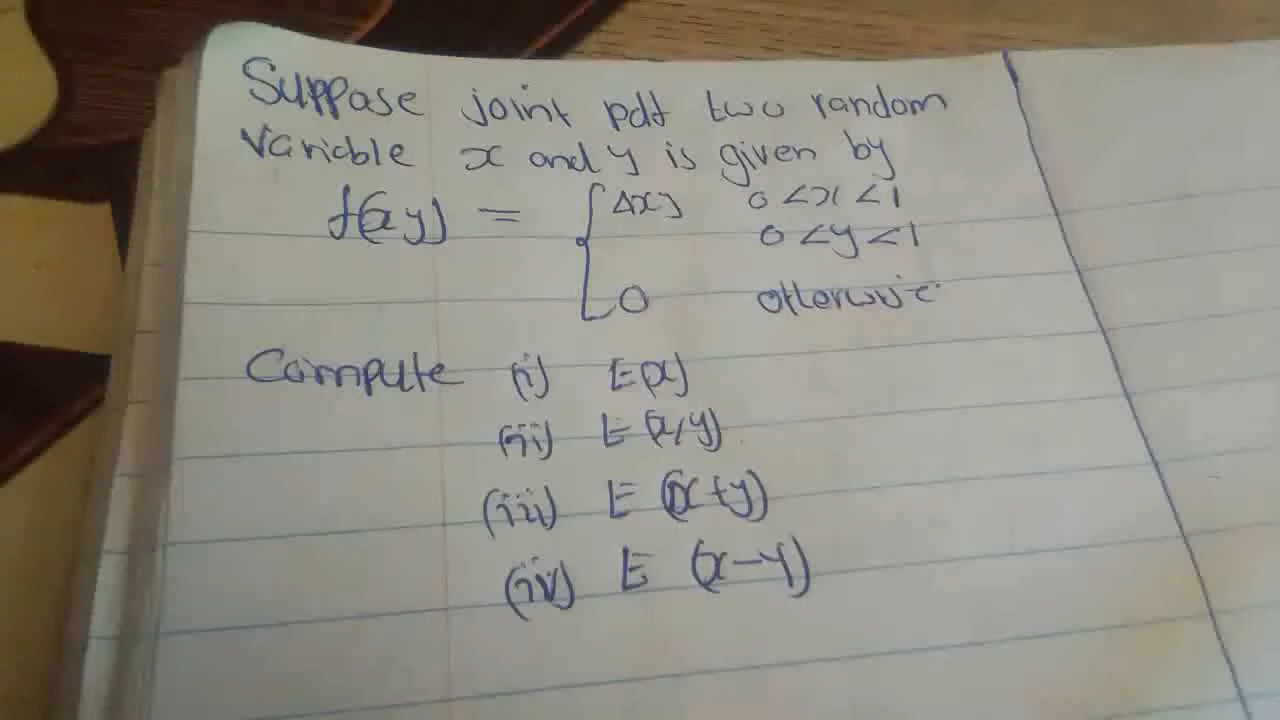 Suppose joint pdf two random
Variable x and y is given by
f(x y) = { 4xy 0 < x < 1
0 < y < 1
0 otherwise
Compute (i) E(x)
(ii) E (x, y)
(iii) E (x + y)
(iv) E (x - y)